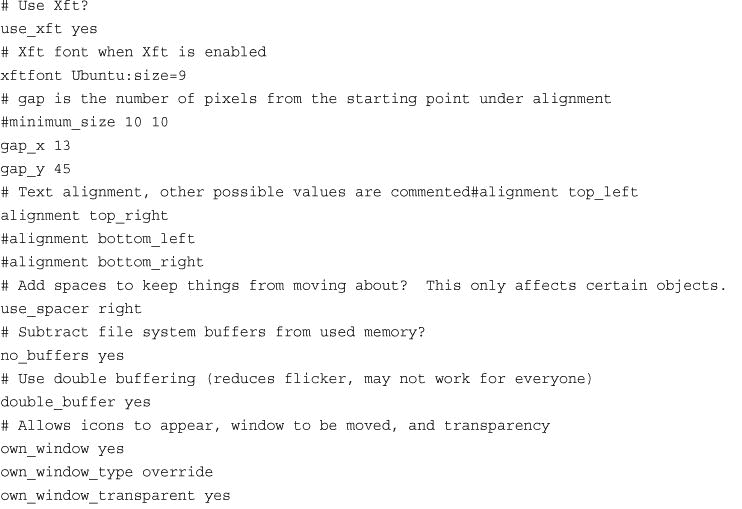 # Use Xft?
use_xft yes
# Xft font when Xft is enabled
xftfont Ubuntu:size=9
# gap is the number of pixels from the starting point under alignment
#minimum_size 10 10
gap_x 13
gap_y 45
# Text alignment, other possible values are commented#alignment top_left
alignment top_right
#alignment bottom_left
#alignment bottom_right
# Add spaces to keep things from moving about?  This only affects certain objects.
use_spacer right
# Subtract file system buffers from used memory?
no_buffers yes
# Use double buffering (reduces flicker, may not work for everyone)
double_buffer yes
# Allows icons to appear, window to be moved, and transparency
own_window yes
own_window_type override
own_window_transparent yes